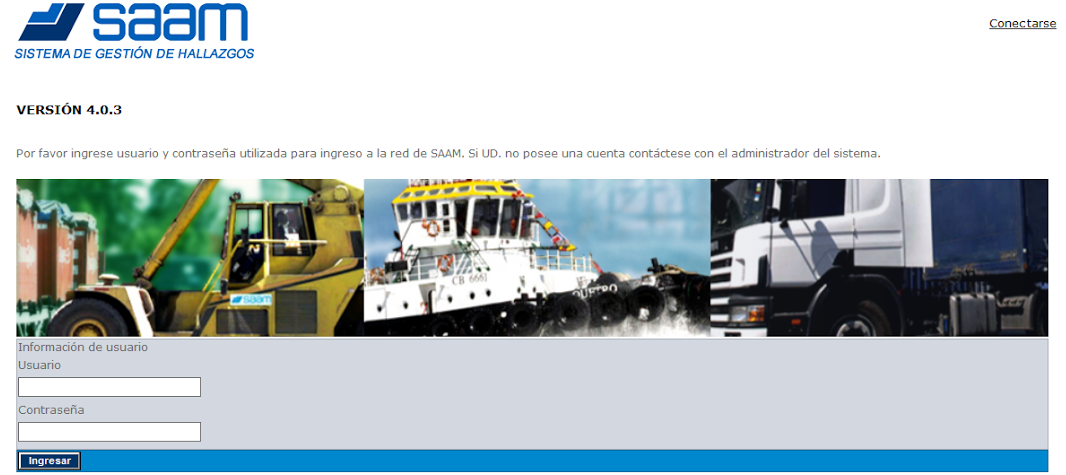 saam
Conectarse
SISTEMA DE GESTIÓN DE HALLAZGOS
VERSIÓN 4.0.3
Por favor ingrese usuario y contraseña utilizada para ingreso a la red de SAAM. Si UD. no posee una cuenta contáctese con el administrador del sistema.
saam
Información de usuario
Usuario
Contraseña
Ingresar